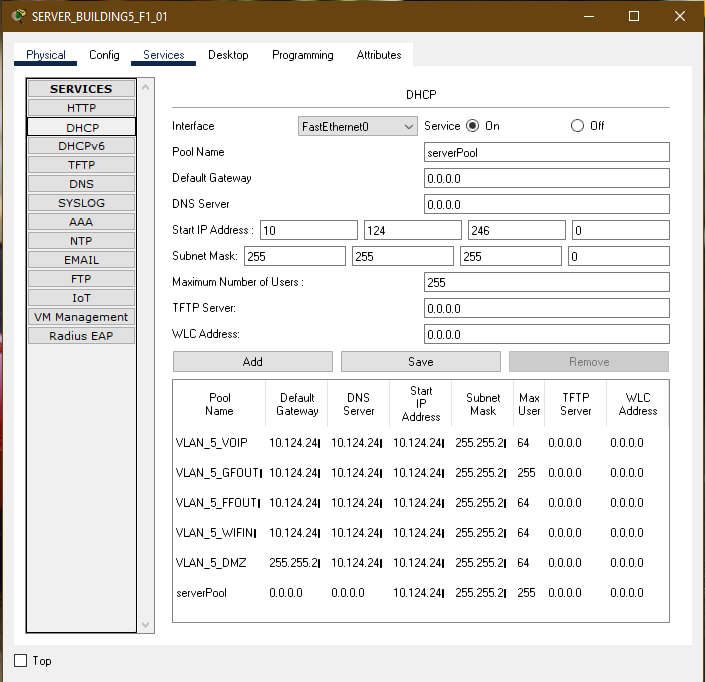 SERVER_BUILDING5_F1_01
Physical Config Services Desktop Programming Attributes
SERVICES
HTTP
DHCP
DHCPv6
TFTP
DNS
SYSLOG
AAA
NTP
EMAIL
FTP
IoT
VM Management
Radius EAP
DHCP
Interface FastEthernet0 Service On Off
Pool Name serverPool
Default Gateway 0.0.0.0
DNS Server 0.0.0.0
Start IP Address : 10 124 246 0
Subnet Mask: 255 255 255 0
Maximum Number of Users : 255
TFTP Server: 0.0.0.0
WLC Address: 0.0.0.0
Add Save Remove
Pool Name Default Gateway DNS Server Start IP Address Subnet Mask Max User TFTP Server WLC Address
VLAN_5_VOIP 10.124.24 10.124.24 10.124.24 255.255.2 64 0.0.0.0 0.0.0.0
VLAN_5_GFOUT 10.124.24 10.124.24 10.124.24 255.255.2 255 0.0.0.0 0.0.0.0
VLAN_5_FFOUT 10.124.24 10.124.24 10.124.24 255.255.2 64 0.0.0.0 0.0.0.0
VLAN_5_WIFIN 10.124.24 10.124.24 10.124.24 255.255.2 64 0.0.0.0 0.0.0.0
VLAN_5_DMZ 255.255.2 10.124.24 10.124.24 255.255.2 64 0.0.0.0 0.0.0.0
serverPool 0.0.0.0 0.0.0.0 10.124.24 255.255.2 255 0.0.0.0 0.0.0.0
Top